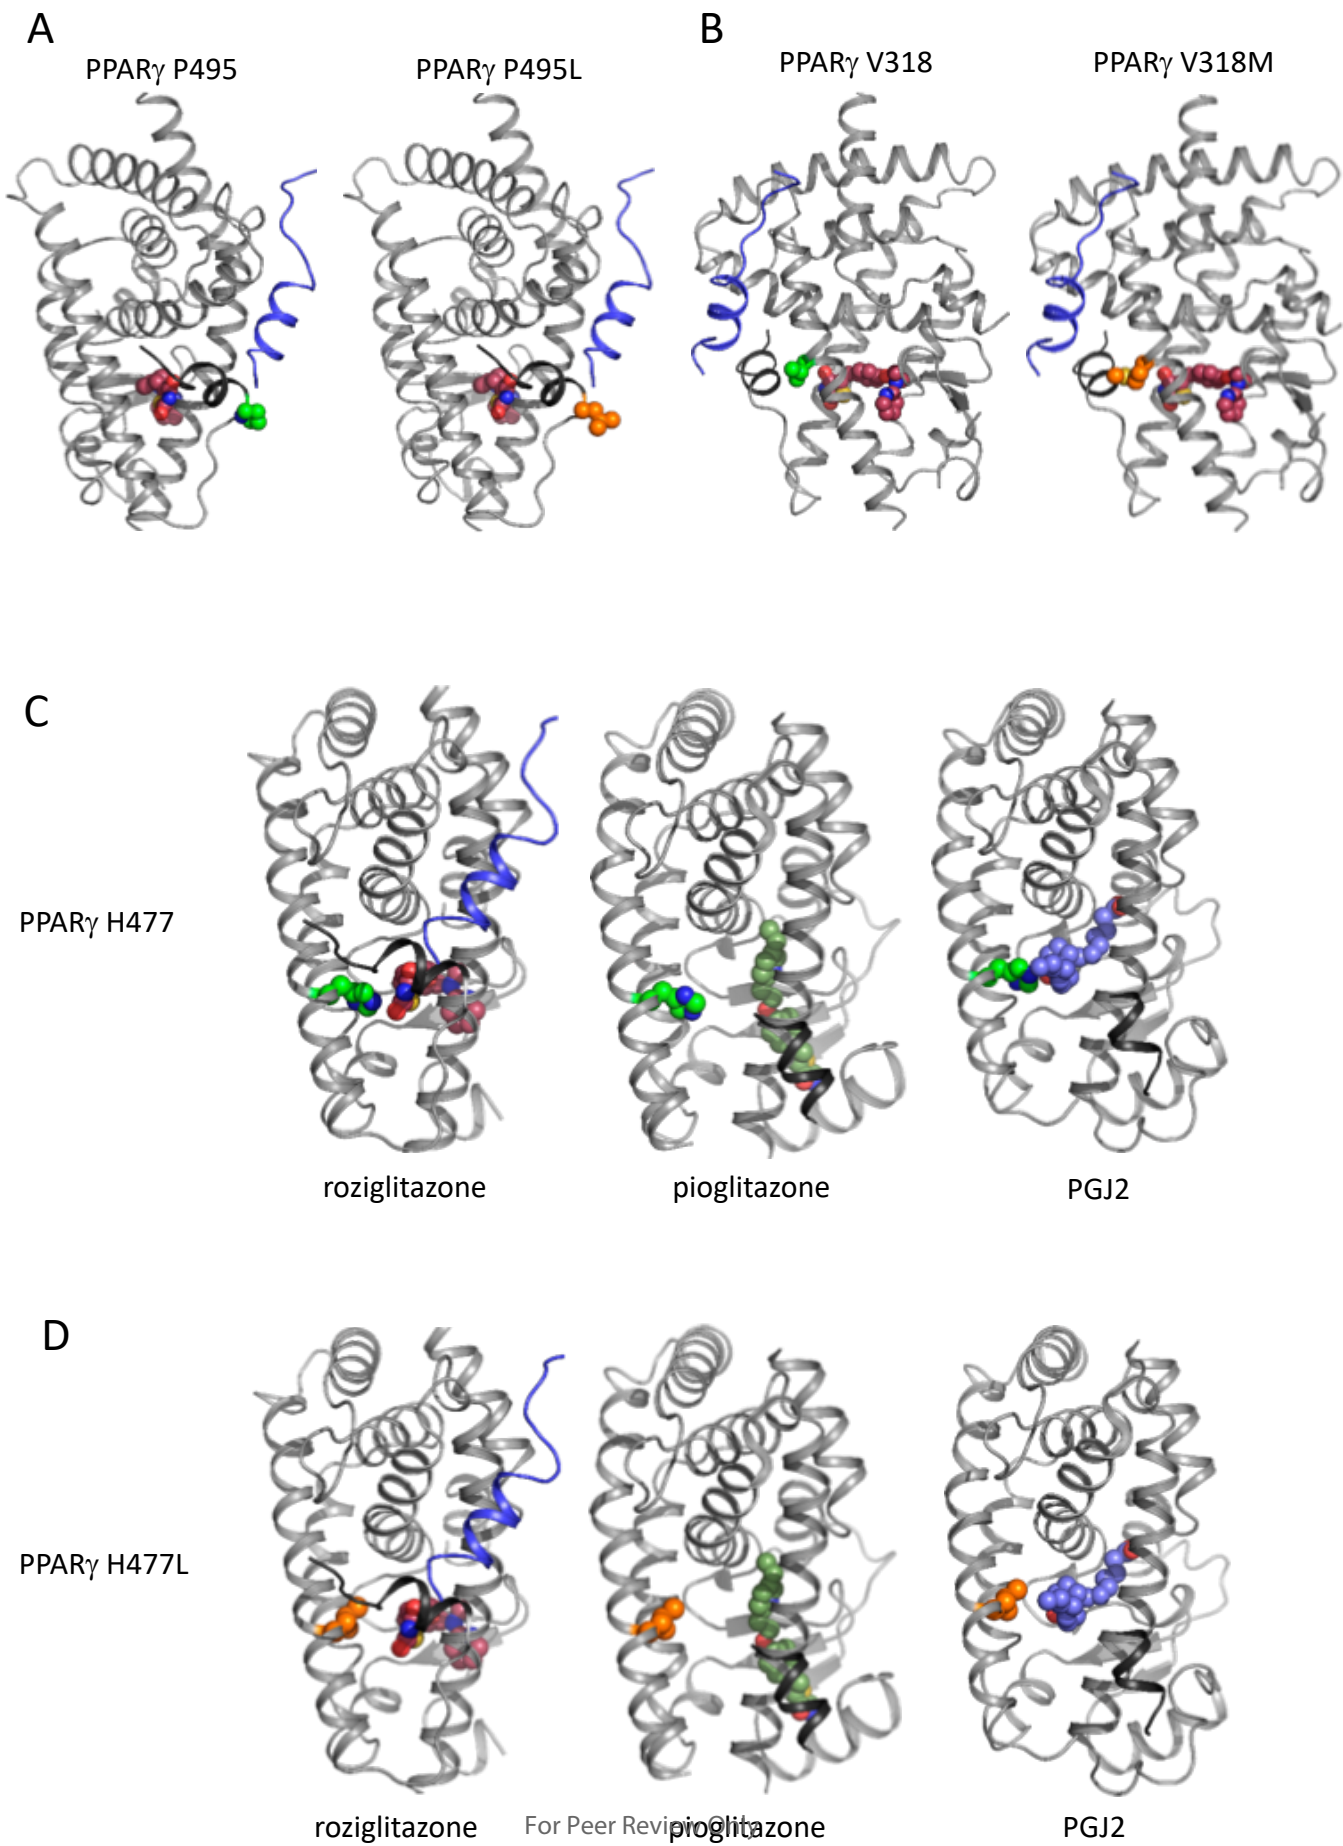 A
B
PPARγ P495
PPARγ P495L
PPARγ V318
PPARγ V318M
C
PPARγ H477
roziglitazone
pioglitazone
PGJ2
D
PPARγ H477L
roziglitazone
For Peer Review Only
pioglitazone
PGJ2